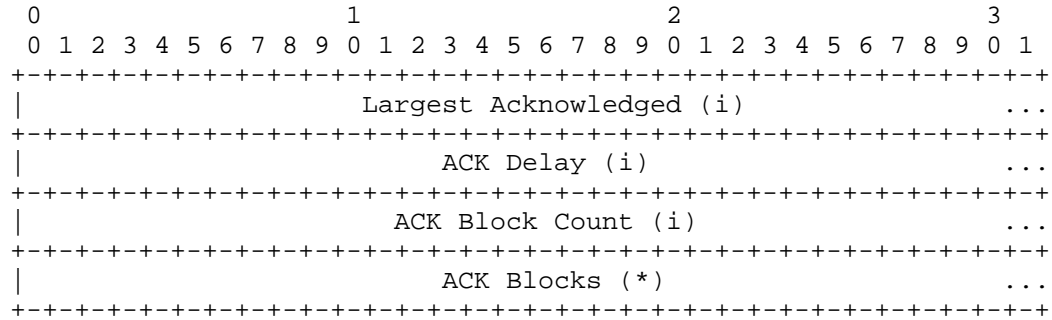 0                   1                   2                   3
 0 1 2 3 4 5 6 7 8 9 0 1 2 3 4 5 6 7 8 9 0 1 2 3 4 5 6 7 8 9 0 1
+-+-+-+-+-+-+-+-+-+-+-+-+-+-+-+-+-+-+-+-+-+-+-+-+-+-+-+-+-+-+-+-+
|                     Largest Acknowledged (i)                ...
+-+-+-+-+-+-+-+-+-+-+-+-+-+-+-+-+-+-+-+-+-+-+-+-+-+-+-+-+-+-+-+-+
|                          ACK Delay (i)                      ...
+-+-+-+-+-+-+-+-+-+-+-+-+-+-+-+-+-+-+-+-+-+-+-+-+-+-+-+-+-+-+-+-+
|                       ACK Block Count (i)                   ...
+-+-+-+-+-+-+-+-+-+-+-+-+-+-+-+-+-+-+-+-+-+-+-+-+-+-+-+-+-+-+-+-+
|                          ACK Blocks (*)                     ...
+-+-+-+-+-+-+-+-+-+-+-+-+-+-+-+-+-+-+-+-+-+-+-+-+-+-+-+-+-+-+-+-+